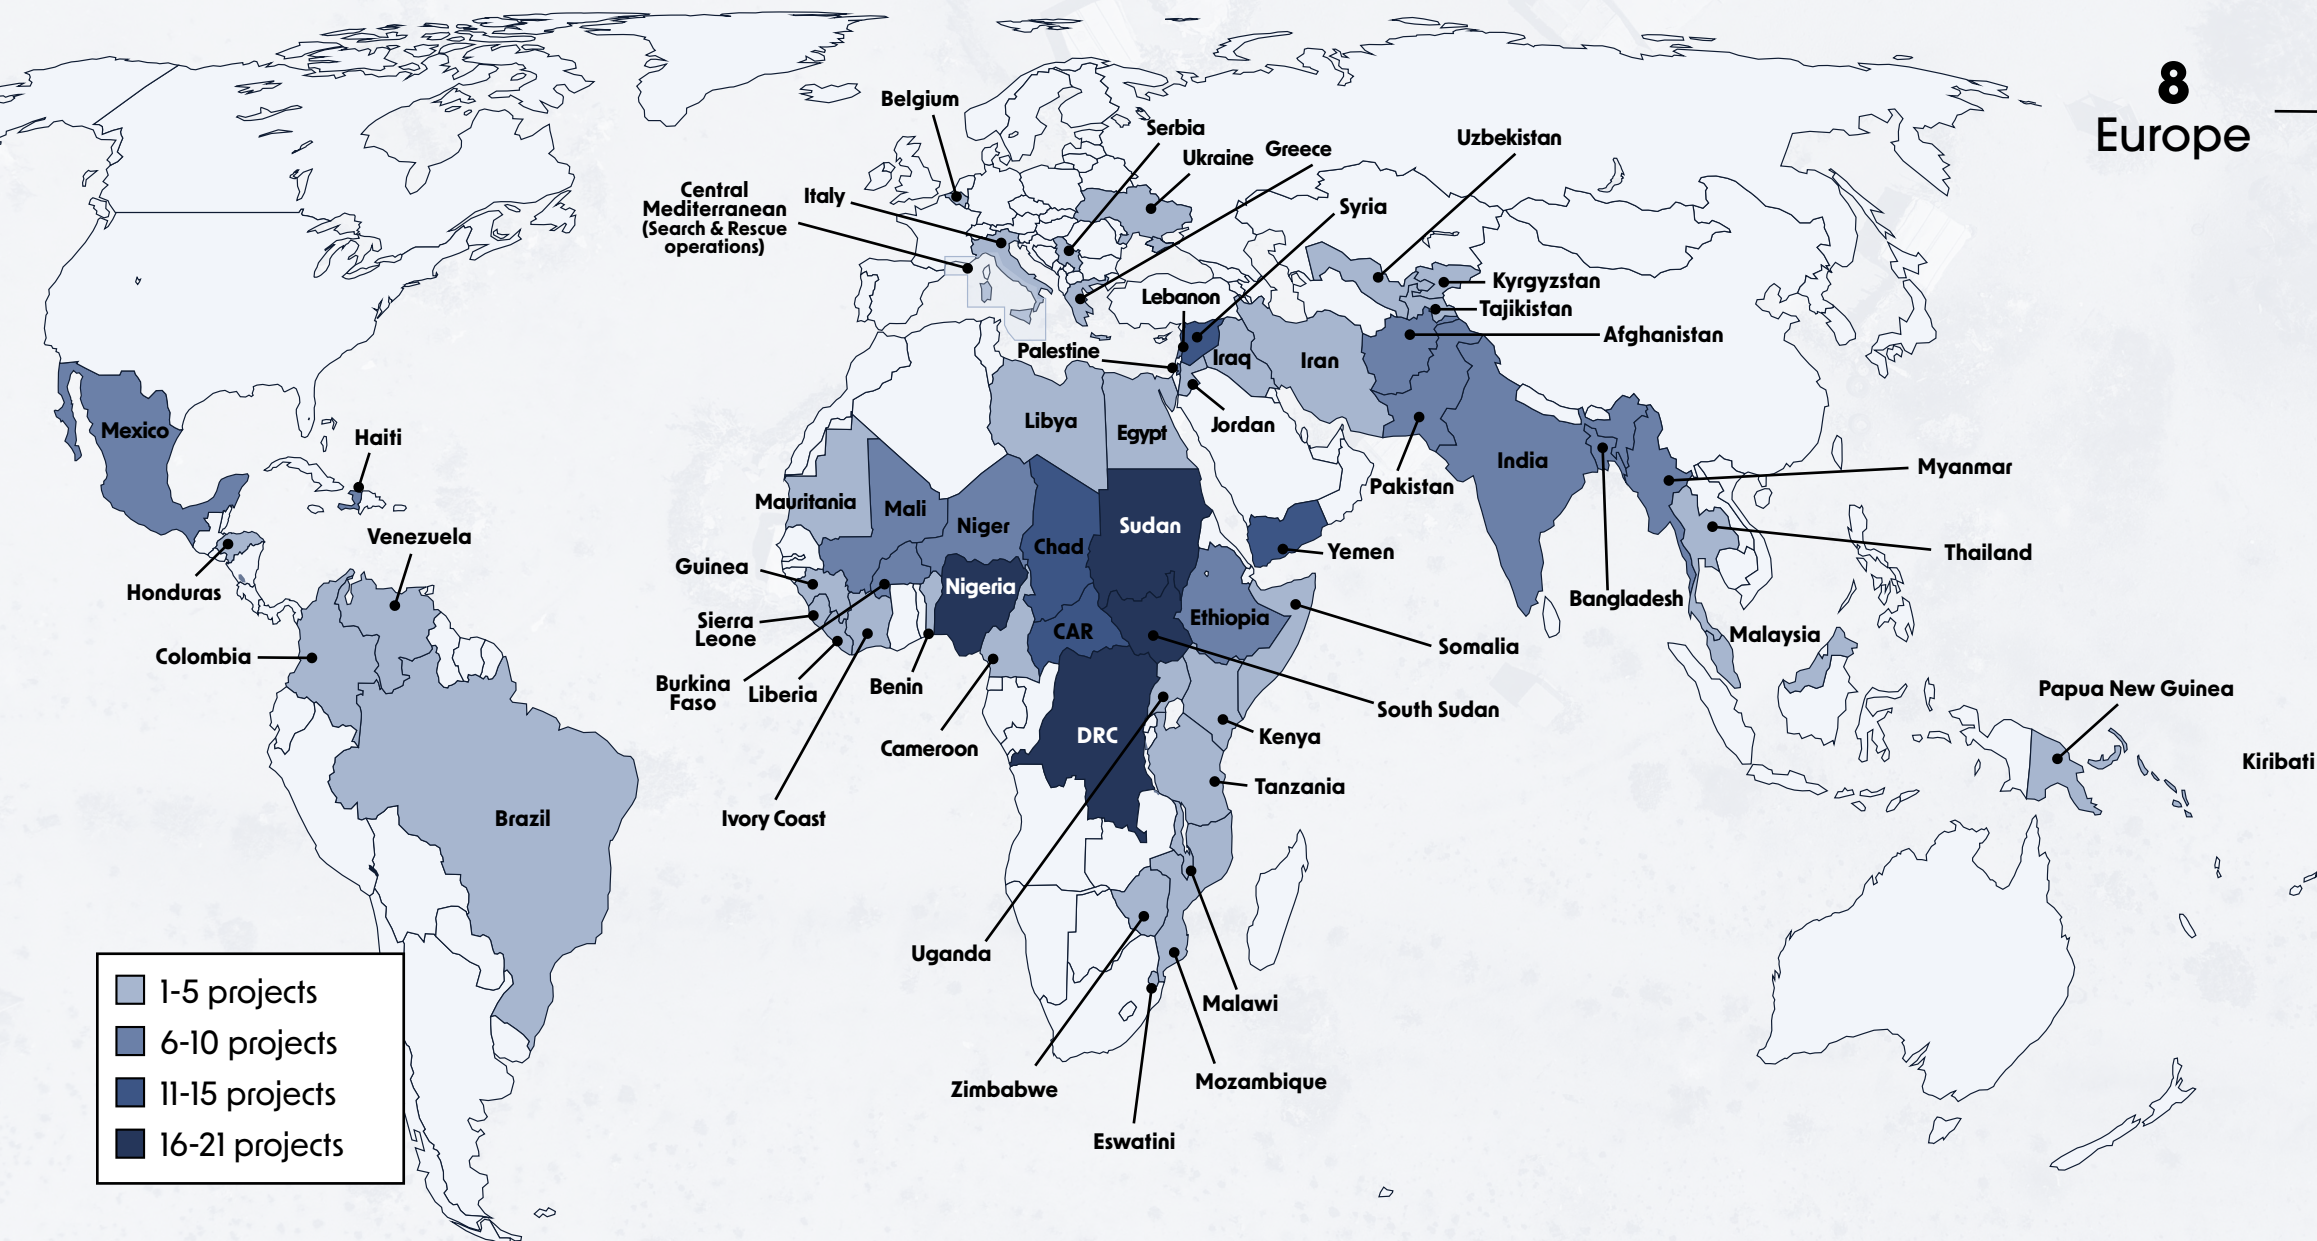 8
Europe
Belgium
Serbia
Ukraine
Greece
Uzbekistan
Central
Mediterranean
(Search & Rescue
operations)
Italy
Syria
Kyrgyzstan
Lebanon
Tajikistan
Afghanistan
Palestine
Iraq
Iran
Mexico
Haiti
Libya
Egypt
Jordan
India
Myanmar
Pakistan
Mauritania
Mali
Niger
Chad
Sudan
Venezuela
Yemen
Thailand
Guinea
Nigeria
Honduras
Bangladesh
Sierra
Leone
CAR
Ethiopia
Malaysia
Somalia
Colombia
Burkina
Faso
Liberia
Benin
South Sudan
Papua New Guinea
DRC
Kenya
Cameroon
Kiribati
Tanzania
Brazil
Ivory Coast
Uganda
Malawi
Mozambique
Zimbabwe
Eswatini
1-5 projects
6-10 projects
11-15 projects
16-21 projects